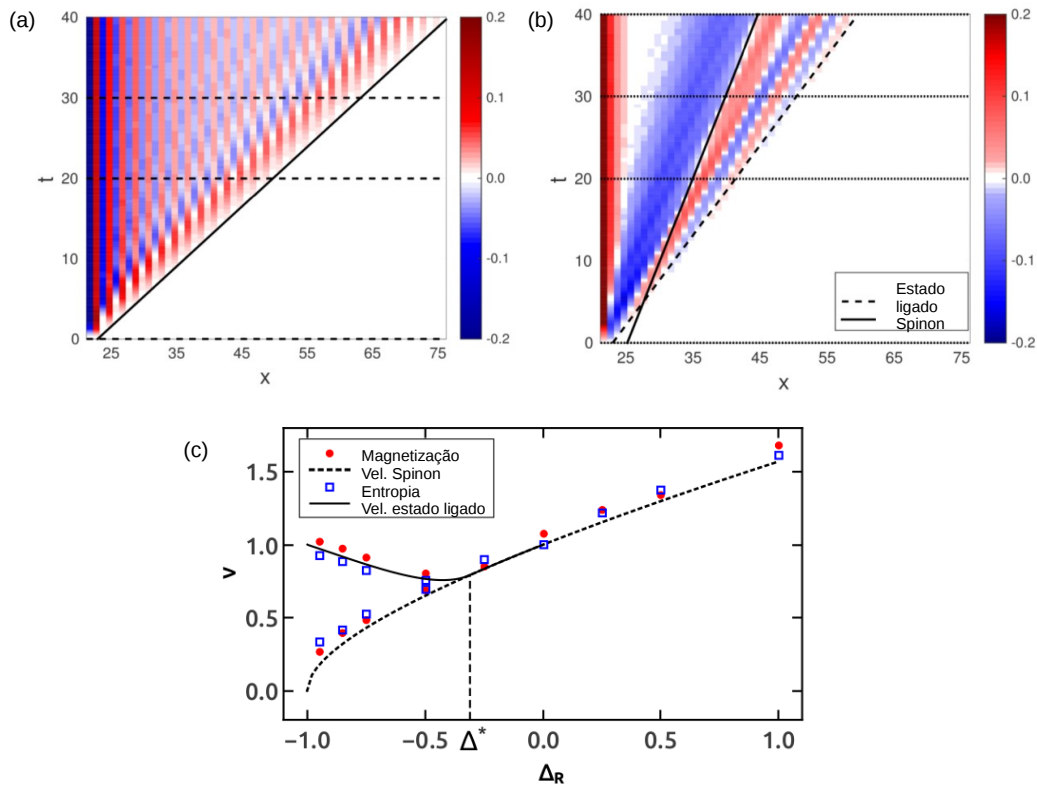 (a)
40
30
20
10
0
t
25 35 45 55 65 75
x
0.2
0.1
0.0
-0.1
-0.2
(b)
40
30
20
10
0
t
25 35 45 55 65 75
x
Estado
ligado
Spinon
0.2
0.1
0.0
-0.1
-0.2
(c)
Magnetização
Vel. Spinon
Entropia
Vel. estado ligado
1.5
1.0
0.5
0.0
v
−1.0 −0.5 Δ* 0.0 0.5 1.0
Δ_R